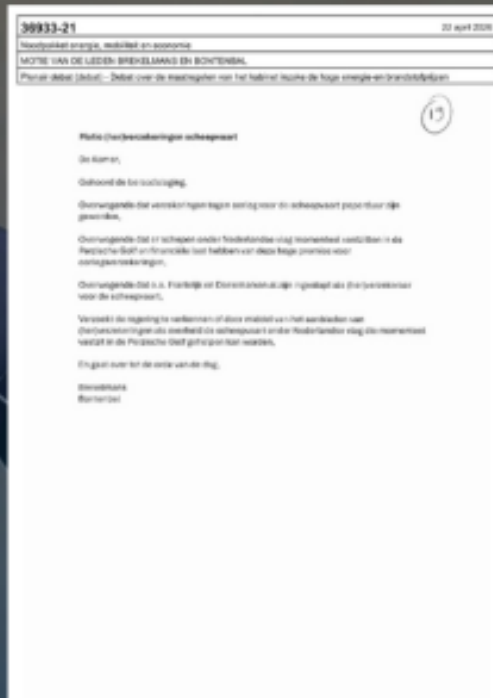 36933-21
22 april 2026
Noodpakket energie, mobiliteit en economie
MOTIE VAN DE LEDEN BREKELMANS EN BONTENBAL
Plenair debat [debat] - Debat over de maatregelen van het kabinet inzake de hoge energie-en brandstofprijzen
19
Motie (her)verzekeringen scheepvaart
De Kamer,
Gehoord de beraadslaging,
Overwegende dat verzekeringen tegen oorlog voor de scheepvaart peperduur zijn
geworden,
Overwegende dat er schepen onder Nederlandse vlag momenteel vastzitten in de
Perzische Golf en financiële last hebben van deze hoge premies voor
oorlogsverzekeringen,
Overwegende dat o.a. Frankrijk en Denemarken al zijn ingestapt als (her)verzekeraar
voor de scheepvaart,
Verzoekt de regering te verkennen of door middel van het aanbieden van
(her)verzekeringen als overheid de scheepvaart onder Nederlandse vlag die momenteel
vastzit in de Perzische Golf geholpen kan worden,
En gaat over tot de orde van de dag,
Brekelmans
Bontenbal